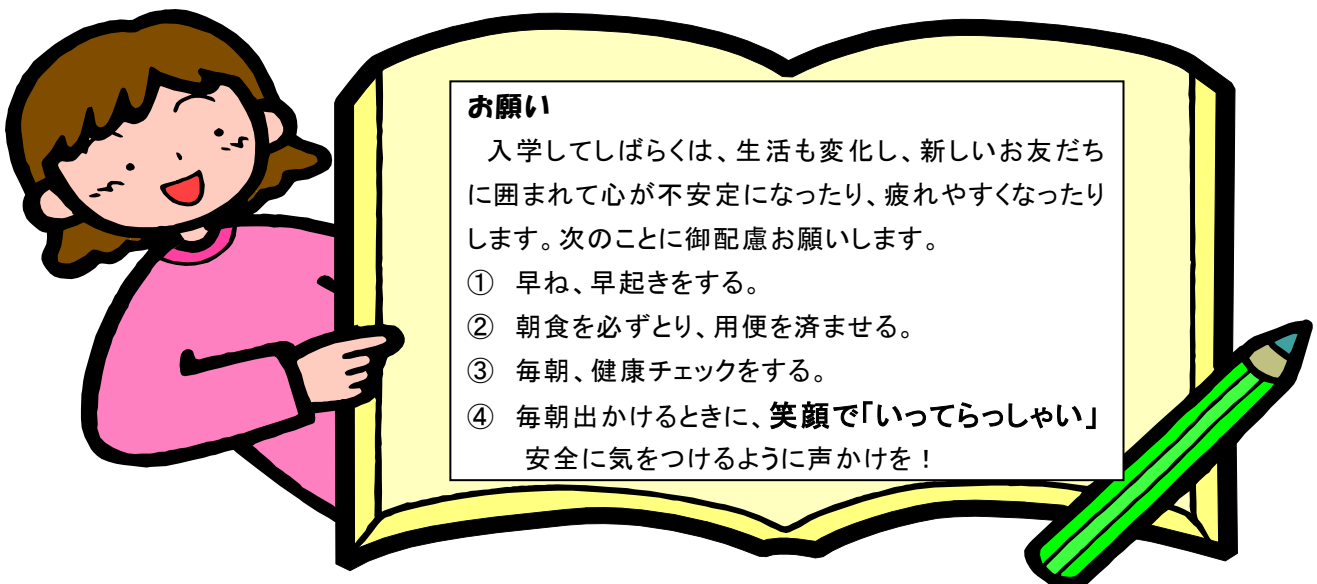 お願い
入学してしばらくは、生活も変化し、新しいお友だち
に囲まれて心が不安定になったり、疲れやすくなったり
します。次のことに御配慮お願いします。
① 早ね、早起きをする。
② 朝食を必ずとり、用便を済ませる。
③ 毎朝、健康チェックをする。
④ 毎朝出かけるときに、笑顔で「いってらっしゃい」
安全に気をつけるように声かけを！